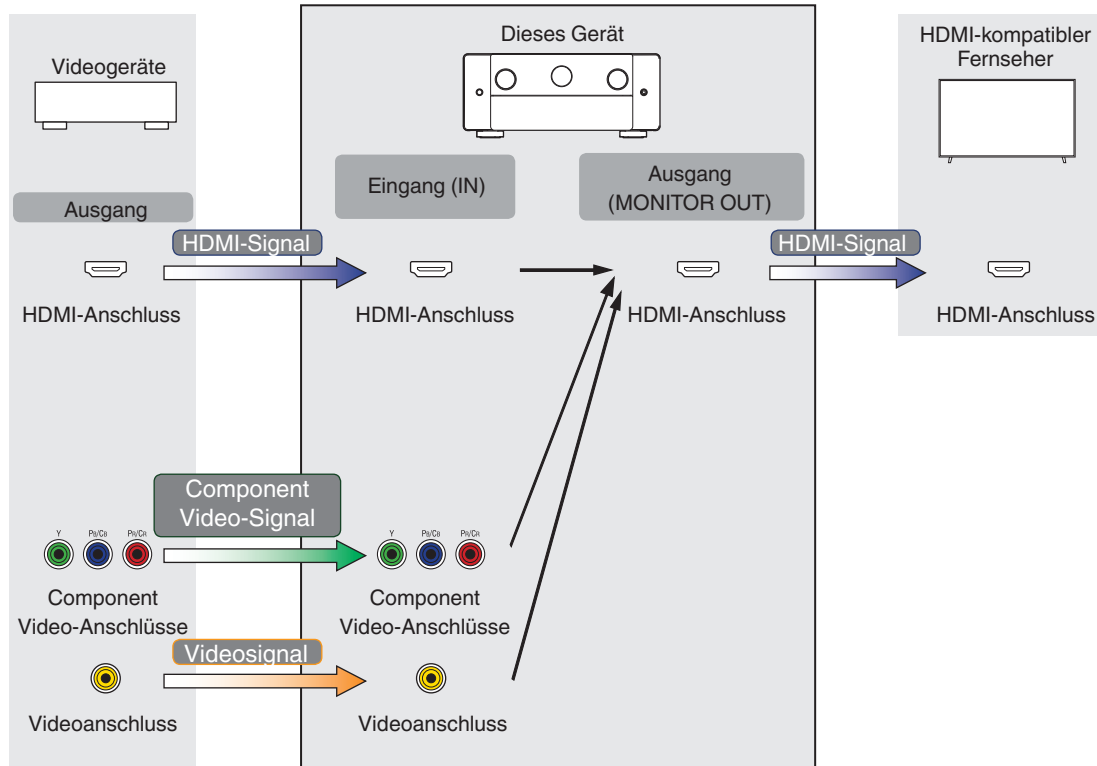 Dieses Gerät
HDMI-kompatibler
Fernseher
Videogeräte
Eingang (IN)
Ausgang
(MONITOR OUT)
Ausgang
HDMI-Signal
HDMI-Signal
HDMI-Anschluss
HDMI-Anschluss
HDMI-Anschluss
HDMI-Anschluss
Component
Video-Signal
Y PB/CB PR/CR
Y PB/CB PR/CR
Component
Video-Anschlüsse
Component
Video-Anschlüsse
Videosignal
Videoanschluss
Videoanschluss